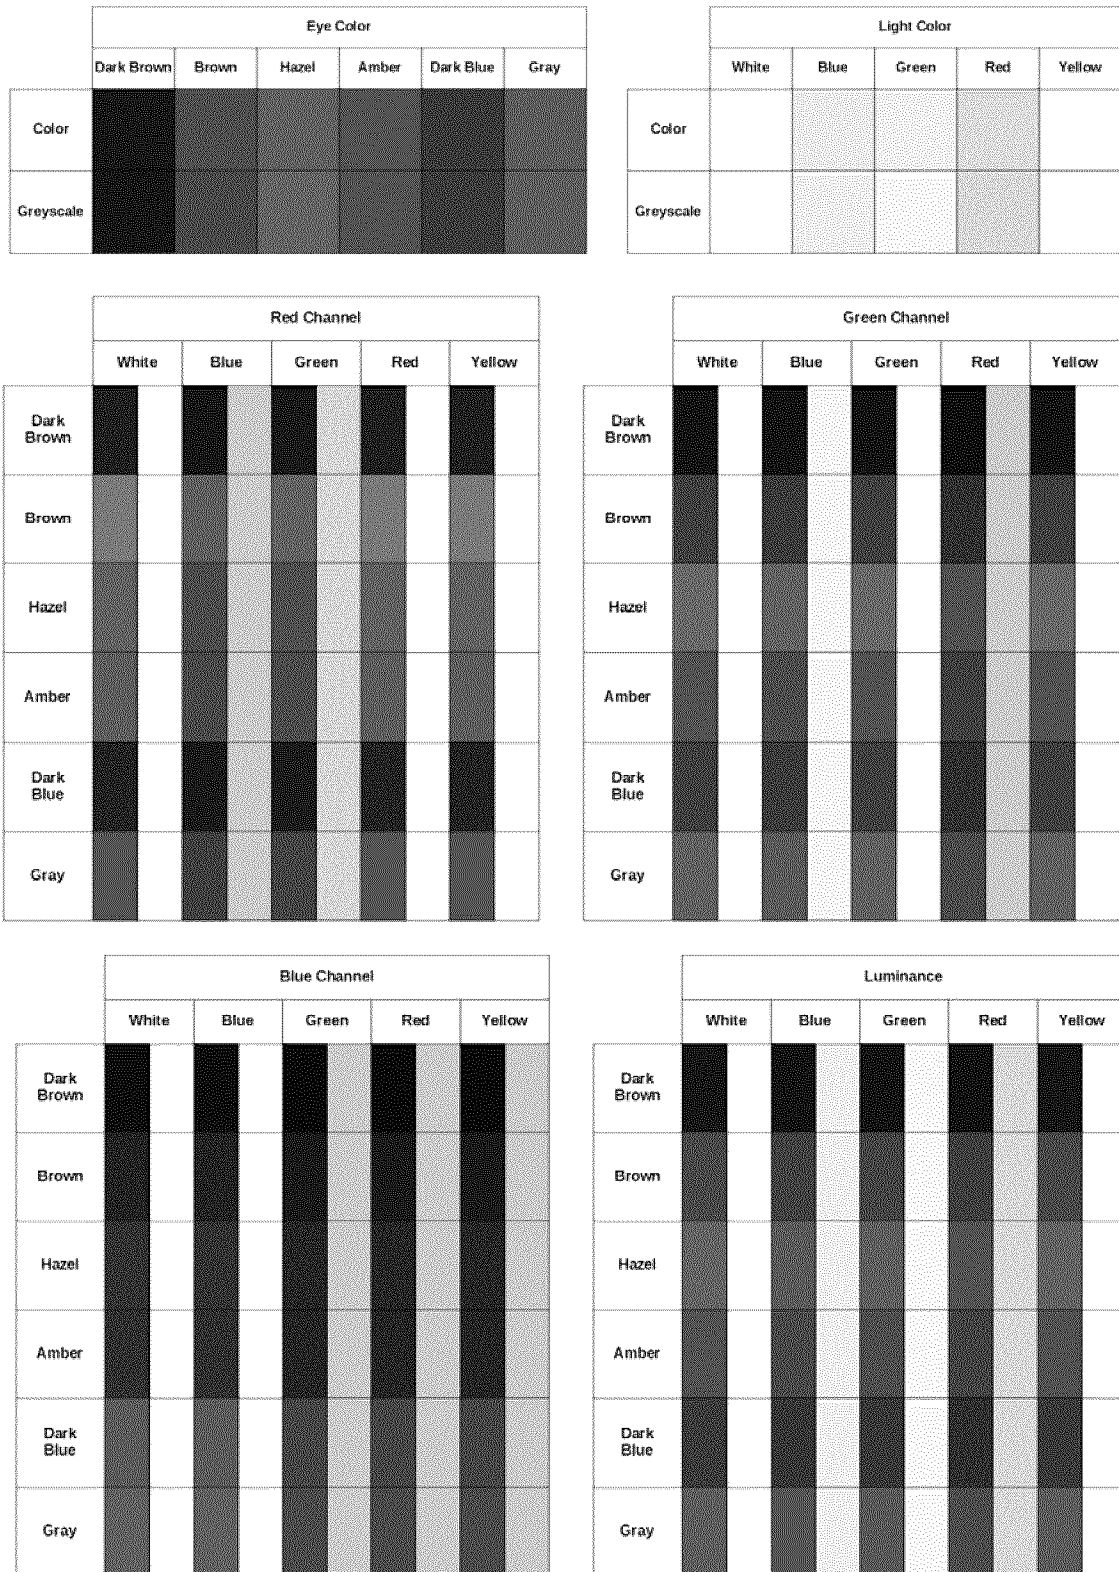 Eye Color
Dark Brown Brown Hazel Amber Dark Blue Gray
Color
Greyscale
Light Color
White Blue Green Red Yellow
Color
Greyscale
Red Channel
White Blue Green Red Yellow
Dark
Brown
Brown
Hazel
Amber
Dark
Blue
Gray
Green Channel
White Blue Green Red Yellow
Dark
Brown
Brown
Hazel
Amber
Dark
Blue
Gray
Blue Channel
White Blue Green Red Yellow
Dark
Brown
Brown
Hazel
Amber
Dark
Blue
Gray
Luminance
White Blue Green Red Yellow
Dark
Brown
Brown
Hazel
Amber
Dark
Blue
Gray